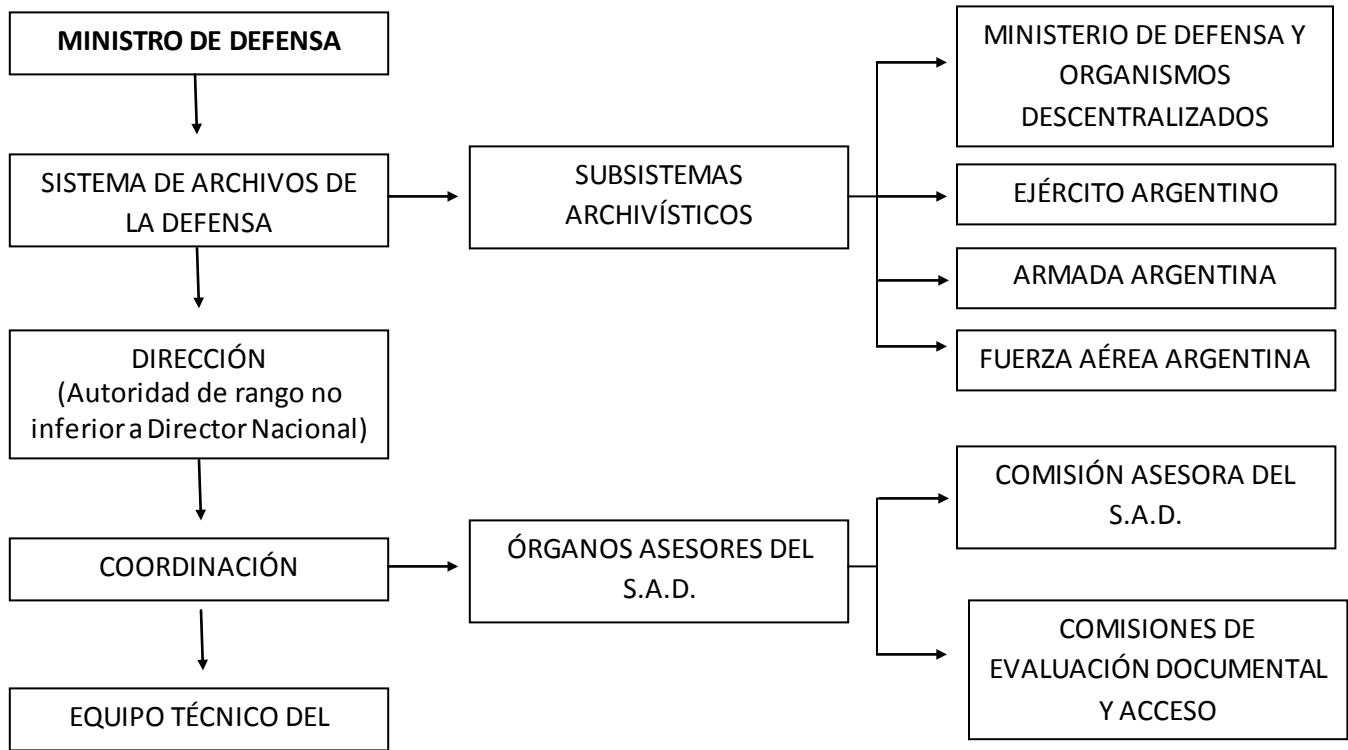 MINISTRO DE DEFENSA
SISTEMA DE ARCHIVOS DE
LA DEFENSA
DIRECCIÓN
(Autoridad de rango no
inferior a Director Nacional)
COORDINACIÓN
EQUIPO TÉCNICO DEL
SUBSISTEMAS
ARCHIVÍSTICOS
ÓRGANOS ASESORES DEL
S.A.D.
MINISTERIO DE DEFENSA Y
ORGANISMOS
DESCENTRALIZADOS
EJÉRCITO ARGENTINO
ARMADA ARGENTINA
FUERZA AÉREA ARGENTINA
COMISIÓN ASESORA DEL
S.A.D.
COMISIONES DE
EVALUACIÓN DOCUMENTAL
Y ACCESO